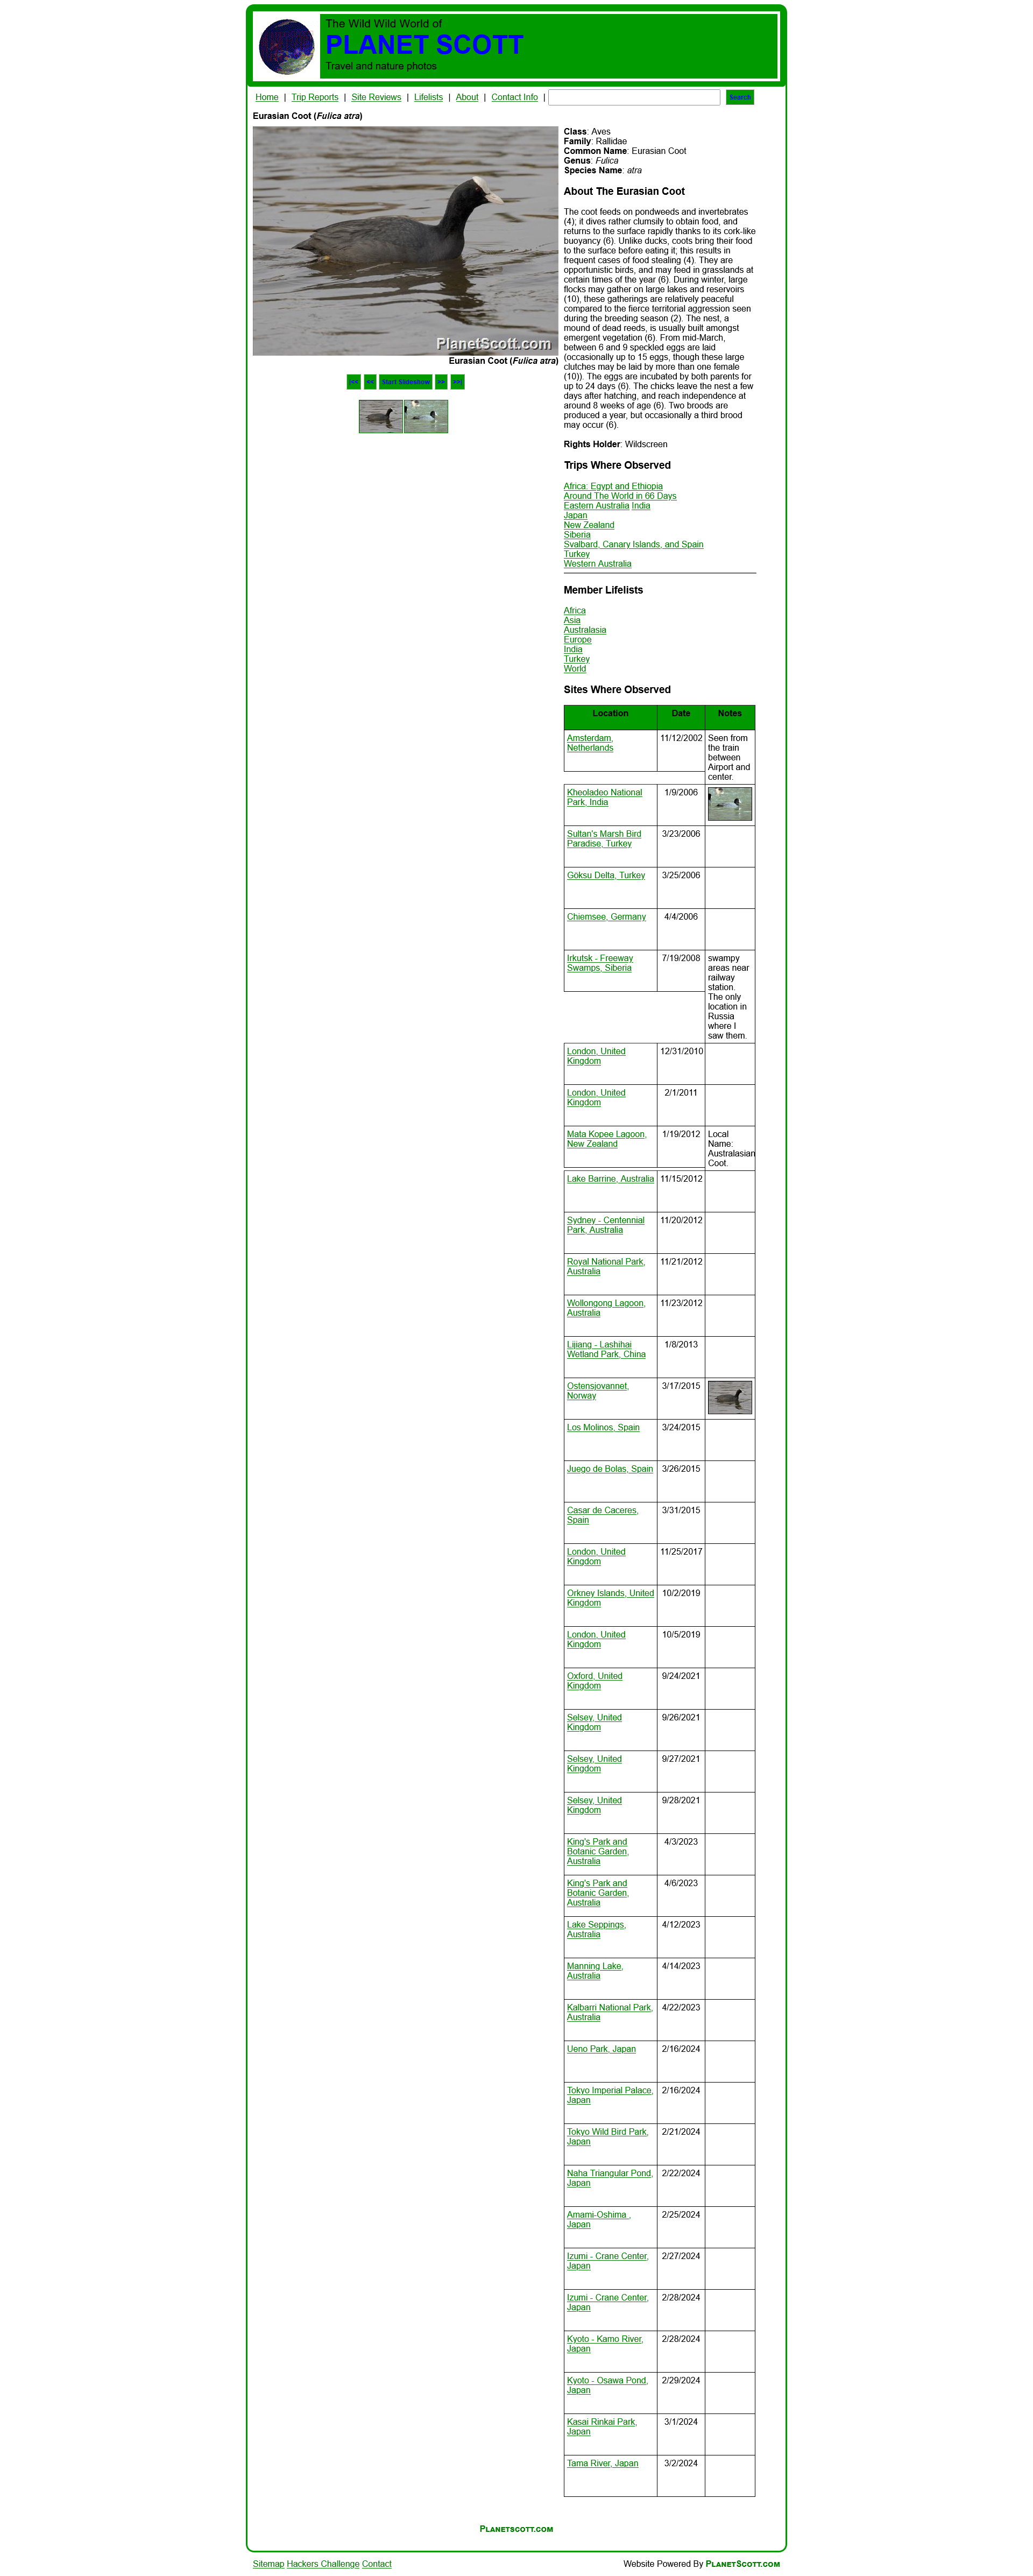 The Wild Wild World of
PLANET SCOTT
Travel and nature photos
Home | Trip Reports | Site Reviews | Lifelists | About | Contact Info | Search
Eurasian Coot (Fulica atra)
PlanetScott.com
Eurasian Coot (Fulica atra)
|<< << Start Slideshow >> >>|
Class: Aves
Family: Rallidae
Common Name: Eurasian Coot
Genus: Fulica
Species Name: atra
About The Eurasian Coot
The coot feeds on pondweeds and invertebrates
(4); it dives rather clumsily to obtain food, and
returns to the surface rapidly thanks to its cork-like
buoyancy (6). Unlike ducks, coots bring their food
to the surface before eating it; this results in
frequent cases of food stealing (4). They are
opportunistic birds, and may feed in grasslands at
certain times of the year (6). During winter, large
flocks may gather on large lakes and reservoirs
(10), these gatherings are relatively peaceful
compared to the fierce territorial aggression seen
during the breeding season (2). The nest, a
mound of dead reeds, is usually built amongst
emergent vegetation (6). From mid-March,
between 6 and 9 speckled eggs are laid
(occasionally up to 15 eggs, though these large
clutches may be laid by more than one female
(10)). The eggs are incubated by both parents for
up to 24 days (6). The chicks leave the nest a few
days after hatching, and reach independence at
around 8 weeks of age (6). Two broods are
produced a year, but occasionally a third brood
may occur (6).
Rights Holder: Wildscreen
Trips Where Observed
Africa: Egypt and Ethiopia
Around The World in 66 Days
Eastern Australia India
Japan
New Zealand
Siberia
Svalbard, Canary Islands, and Spain
Turkey
Western Australia
Member Lifelists
Africa
Asia
Australasia
Europe
India
Turkey
World
Sites Where Observed
Location Date Notes
Amsterdam, 11/12/2002 Seen from
Netherlands the train
between
Airport and
center.
Kheoladeo National 1/9/2006
Park, India
Sultan's Marsh Bird 3/23/2006
Paradise, Turkey
Göksu Delta, Turkey 3/25/2006
Chiemsee, Germany 4/4/2006
Irkutsk - Freeway 7/19/2008 swampy
Swamps, Siberia areas near
railway
station.
The only
location in
Russia
where I
saw them.
London, United 12/31/2010
Kingdom
London, United 2/1/2011
Kingdom
Mata Kopee Lagoon, 1/19/2012 Local
New Zealand Name:
Australasian
Coot.
Lake Barrine, Australia 11/15/2012
Sydney - Centennial 11/20/2012
Park, Australia
Royal National Park, 11/21/2012
Australia
Wollongong Lagoon, 11/23/2012
Australia
Lijiang - Lashihai 1/8/2013
Wetland Park, China
Ostensjovannet, 3/17/2015
Norway
Los Molinos, Spain 3/24/2015
Juego de Bolas, Spain 3/26/2015
Casar de Caceres, 3/31/2015
Spain
London, United 11/25/2017
Kingdom
Orkney Islands, United 10/2/2019
Kingdom
London, United 10/5/2019
Kingdom
Oxford, United 9/24/2021
Kingdom
Selsey, United 9/26/2021
Kingdom
Selsey, United 9/27/2021
Kingdom
Selsey, United 9/28/2021
Kingdom
King's Park and 4/3/2023
Botanic Garden,
Australia
King's Park and 4/6/2023
Botanic Garden,
Australia
Lake Seppings, 4/12/2023
Australia
Manning Lake, 4/14/2023
Australia
Kalbarri National Park, 4/22/2023
Australia
Ueno Park, Japan 2/16/2024
Tokyo Imperial Palace, 2/16/2024
Japan
Tokyo Wild Bird Park, 2/21/2024
Japan
Naha Triangular Pond, 2/22/2024
Japan
Amami-Oshima , 2/25/2024
Japan
Izumi - Crane Center, 2/27/2024
Japan
Izumi - Crane Center, 2/28/2024
Japan
Kyoto - Kamo River, 2/28/2024
Japan
Kyoto - Osawa Pond, 2/29/2024
Japan
Kasai Rinkai Park, 3/1/2024
Japan
Tama River, Japan 3/2/2024
PLANETSCOTT.COM
Sitemap Hackers Challenge Contact Website Powered By PLANETSCOTT.COM